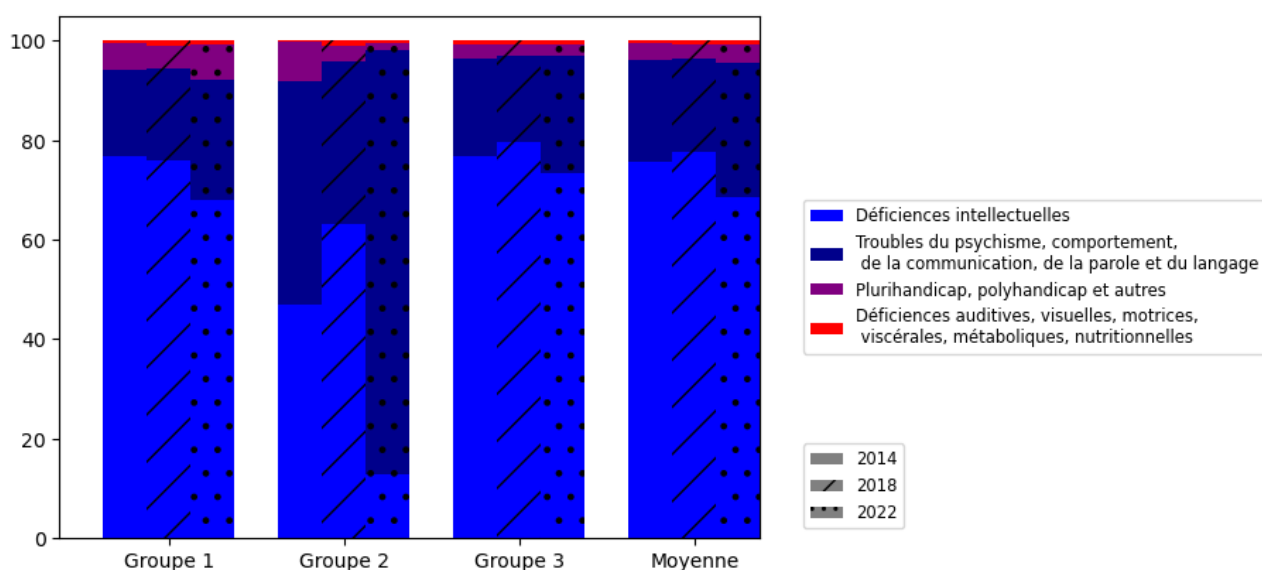 100
80
60
40
20
0
Groupe 1
Groupe 2
Groupe 3
Moyenne
Déficiences intellectuelles
Troubles du psychisme, comportement,
de la communication, de la parole et du langage
Plurihandicap, polyhandicap et autres
Déficiences auditives, visuelles, motrices,
viscérales, métaboliques, nutritionnelles
2014
2018
2022